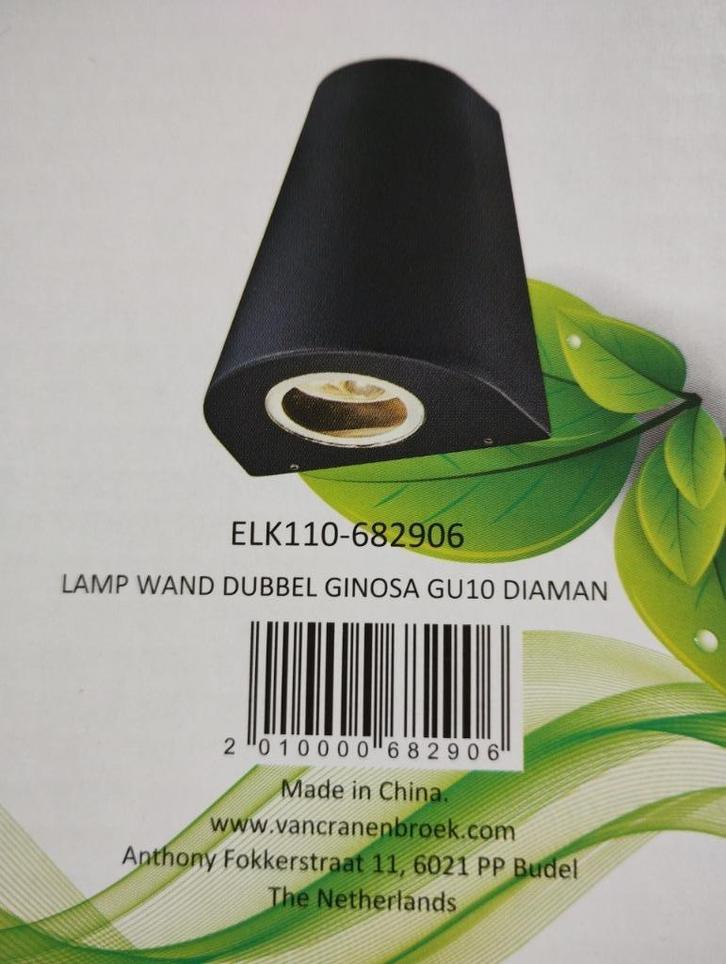 ELK110-682906
LAMP WAND DUBBEL GINOSA GU10 DIAMAN
2 010000 682906
Made in China.
www.vancranenbroek.com
Anthony Fokkerstraat 11, 6021 PP Budel
The Netherlands